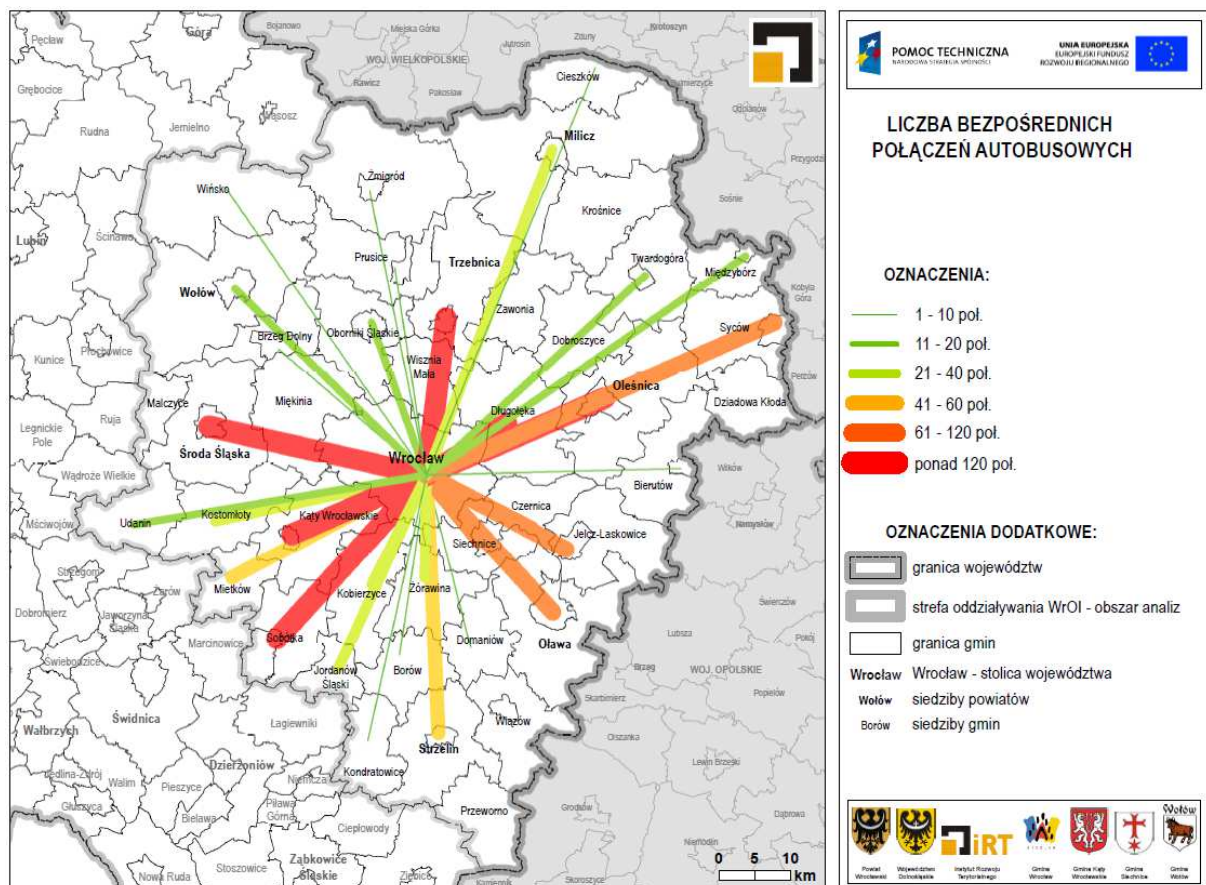 Pęcław
Góra
Bojanowo
Miejska Górka
Jutrosin
Zduny
Krotoszyn
WOJ. WIELKOPOLSKIE
Rawicz
Pakosław
Cieszków
Grębocice
Wąsosz
Rudna
Jemielno
Milicz
Odolanów
Przygodzice
Sośnie
Żmigród
Wińsko
Krośnice
Lubin
Ścinawa
Prusice
Trzebnica
Twardogóra
Międzybórz
Kobyla
Góra
Wołów
Zawonia
Syców
Brzeg Dolny
Oborniki Śląskie
Dobroszyce
Kunice
Prochowice
Wisznia
Mała
Perzów
Oleśnica
Malczyce
Miękinia
Dziadowa Kłoda
Ruja
Długołęka
Legnickie
Pole
Środa Śląska
Wrocław
Wądroże Wielkie
Bierutów
Wilków
Czernica
Namysłów
Mściwojów
Udanin
Kostomłoty
Kąty Wrocławskie
Siechnice
Jelcz-Laskowice
Strzegom
Żarów
Mietków
Kobierzyce
Żórawina
Świerczów
Dobromierz
Jaworzyna
Śląska
Marcinowice
Sobótka
Domaniów
Oława
Lubsza
Pokój
Świebodzice
Jordanów
Śląski
Borów
Brzeg
WOJ. OPOLSKIE
Skarbimierz
Popielów
Świdnica
Łagiewniki
Wiązów
Wałbrzych
Olszanka
Strzelin
Lewin Brzeski
Dzierżoniów
Jedlina-Zdrój
Walim
Pieszyce
Niemcza
Kondratowice
Głuszyca
Bielawa
Piława
Górna
Przeworno
Grodków
Dąbrowa
Ciepłowody
Niemodlin
Nowa Ruda
Stoszowice
Ząbkowice
Śląskie
Ziębice
Kamiennik
Skoroszyce
0 5 10
km
POMOC TECHNICZNA
NARODOWA STRATEGIA SPÓJNOŚCI
UNIA EUROPEJSKA
EUROPEJSKI FUNDUSZ
ROZWOJU REGIONALNEGO
LICZBA BEZPOŚREDNICH
POŁĄCZEŃ AUTOBUSOWYCH
OZNACZENIA:
1 - 10 poł.
11 - 20 poł.
21 - 40 poł.
41 - 60 poł.
61 - 120 poł.
ponad 120 poł.
OZNACZENIA DODATKOWE:
granica województw
strefa oddziaływania WrOI - obszar analiz
granica gmin
Wrocław Wrocław - stolica województwa
Wołów siedziby powiatów
Borów siedziby gmin
iRT
Wołów
Powiat
Wrocławski
Województwo
Dolnośląskie
Instytut Rozwoju
Terytorialnego
Gmina
Wrocław
Gmina Kąty
Wrocławskie
Gmina
Siechnice
Gmina
Wołów